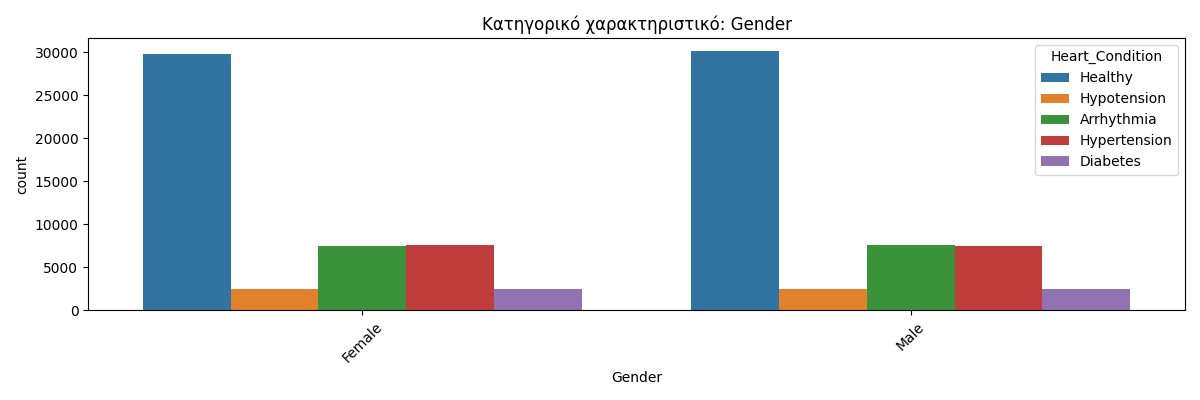 Κατηγορικό χαρακτηριστικό: Gender
Heart_Condition
Healthy
Hypotension
Arrhythmia
Hypertension
Diabetes
30000
25000
20000
15000
10000
5000
0
count
Female
Male
Gender